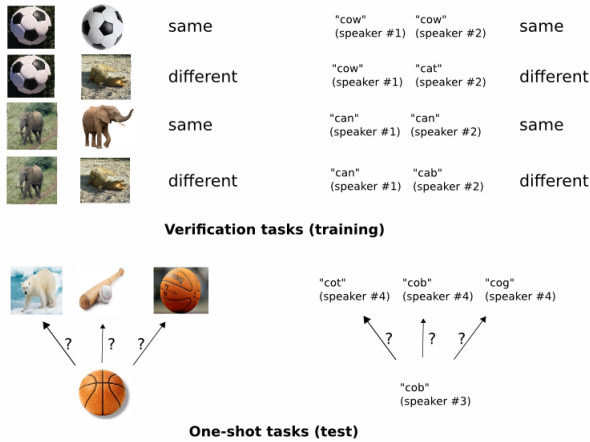 same "cow" "cow" same
(speaker #1) (speaker #2)
different "cow" "cat" different
(speaker #1) (speaker #2)
same "can" "can" same
(speaker #1) (speaker #2)
different "can" "cab" different
(speaker #1) (speaker #2)
Verification tasks (training)
"cot" "cob" "cog"
(speaker #4) (speaker #4) (speaker #4)
? ? ? ? ? ?
"cob"
(speaker #3)
One-shot tasks (test)